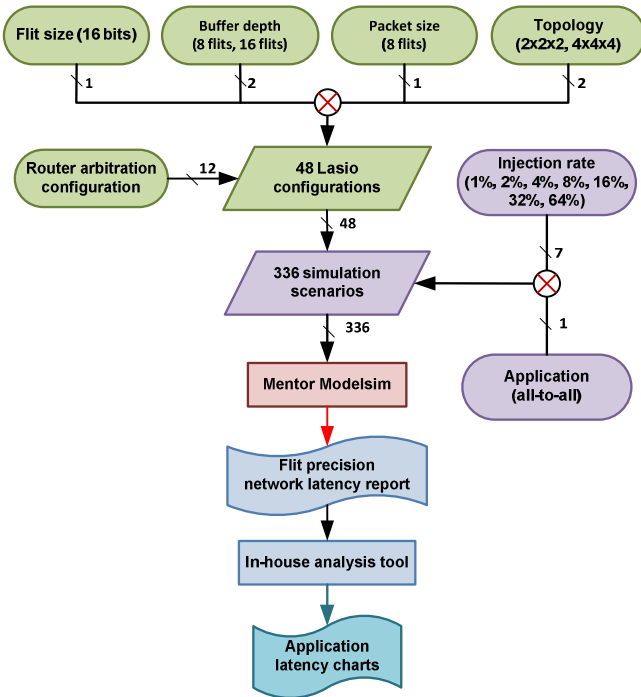 Flit size (16 bits)
Buffer depth
(8 flits, 16 flits)
Packet size
(8 flits)
Topology
(2x2x2, 4x4x4)
1
2
1
2
Router arbitration
configuration
12
48 Lasio
configurations
Injection rate
(1%, 2%, 4%, 8%, 16%,
32%, 64%)
48
7
336 simulation
scenarios
336
1
Mentor Modelsim
Application
(all-to-all)
Flit precision
network latency report
In-house analysis tool
Application
latency charts